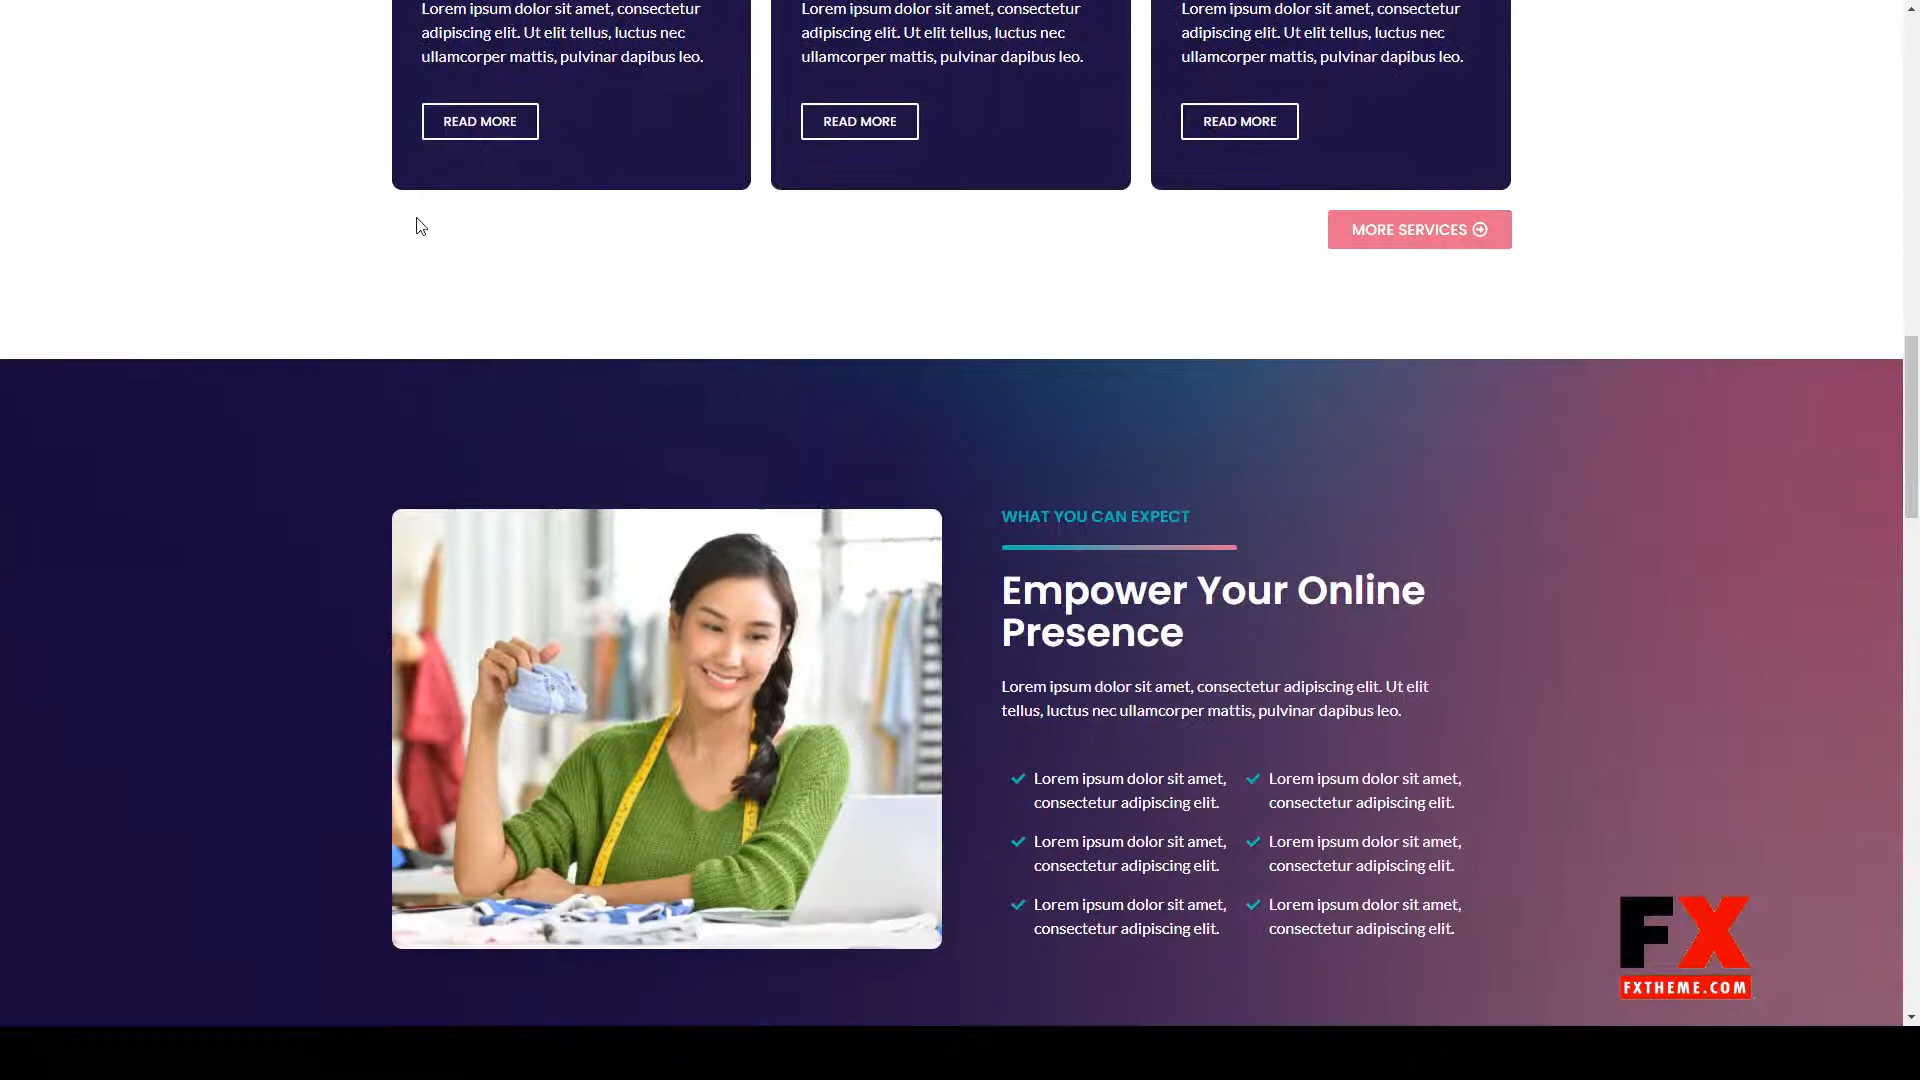 Lorem ipsum dolor sit amet, consectetur
adipiscing elit. Ut elit tellus, luctus nec
ullamcorper mattis, pulvinar dapibus leo.
READ MORE
Lorem ipsum dolor sit amet, consectetur
adipiscing elit. Ut elit tellus, luctus nec
ullamcorper mattis, pulvinar dapibus leo.
READ MORE
Lorem ipsum dolor sit amet, consectetur
adipiscing elit. Ut elit tellus, luctus nec
ullamcorper mattis, pulvinar dapibus leo.
READ MORE
MORE SERVICES
WHAT YOU CAN EXPECT
Empower Your Online
Presence
Lorem ipsum dolor sit amet, consectetur adipiscing elit. Ut elit
tellus, luctus nec ullamcorper mattis, pulvinar dapibus leo.
Lorem ipsum dolor sit amet,
consectetur adipiscing elit.
Lorem ipsum dolor sit amet,
consectetur adipiscing elit.
Lorem ipsum dolor sit amet,
consectetur adipiscing elit.
Lorem ipsum dolor sit amet,
consectetur adipiscing elit.
Lorem ipsum dolor sit amet,
consectetur adipiscing elit.
Lorem ipsum dolor sit amet,
consectetur adipiscing elit.
FX
FXTHEME.COM